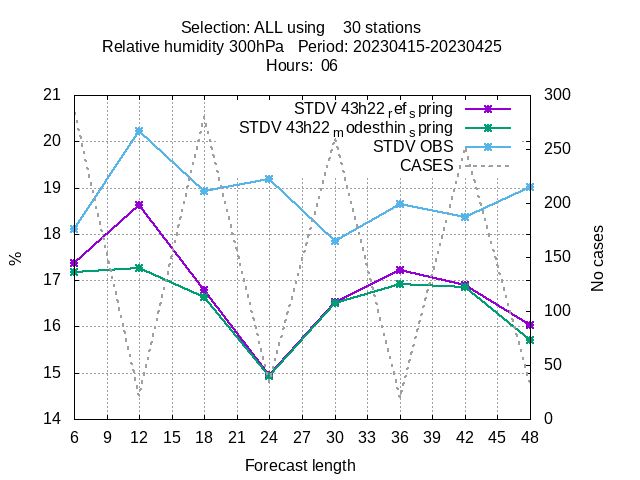 Selection: ALL using 30 stations
Relative humidity 300hPa Period: 20230415-20230425
Hours: 06
STDV 43h22refspring
STDV 43h22modesthinspring
STDV OBS
CASES
21
20
19
18
17
16
15
14
%
300
250
200
150
100
50
0
No cases
6 9 12 15 18 21 24 27 30 33 36 39 42 45 48
Forecast length